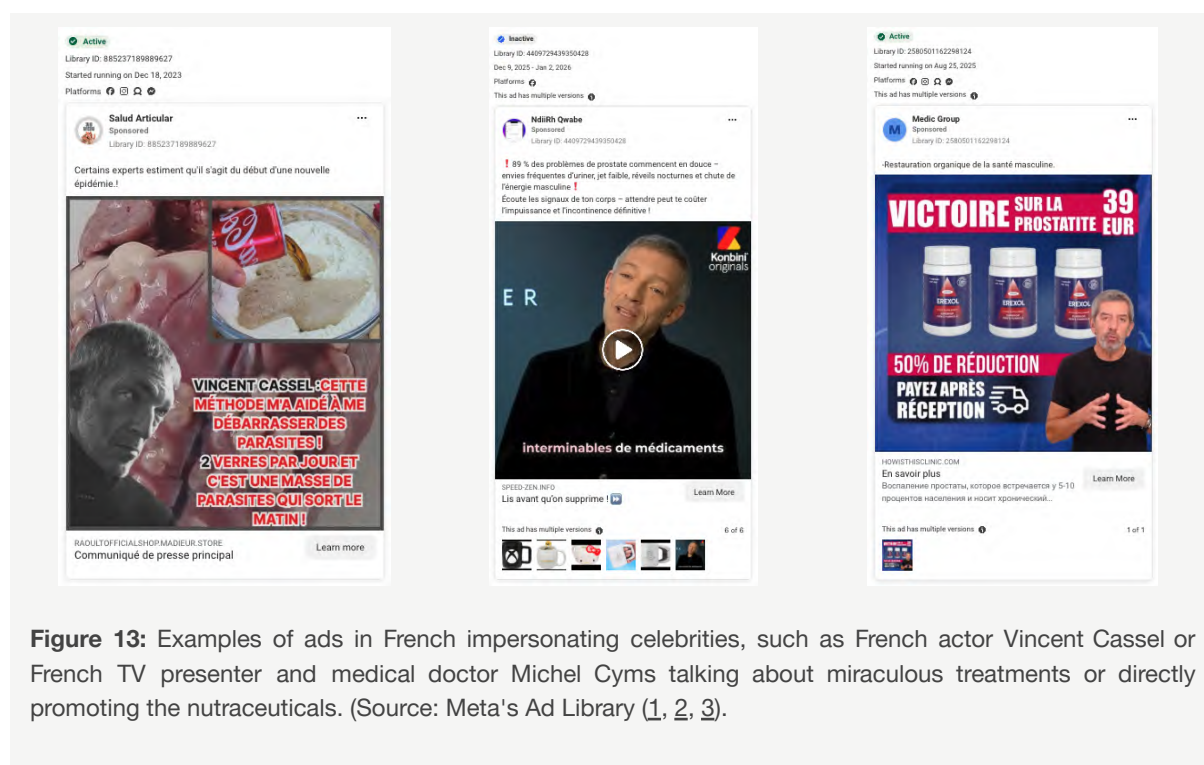 Active
Library ID: 885237189889627
Started running on Dec 18, 2023
Platforms
Salud Articular
Sponsored
Library ID: 885237189889627
Certains experts estiment qu'il s'agit du début d'une nouvelle
épidémie.!
VINCENT CASSEL:CETTE
MÉTHODE M'A AIDÉ À ME
DÉBARRASSER DES
PARASITES !
2 VERRES PAR JOUR ET
C'EST UNE MASSE DE
PARASITES QUI SORT LE
MATIN !
RAOULTOFFICIALSHOP.MADIEUR.STORE
Communiqué de presse principal
Learn more
Inactive
Library ID: 4409729439350428
Dec 9, 2025 - Jan 2, 2026
Platforms
This ad has multiple versions
NdiiRh Qwabe
Sponsored
Library ID: 4409729439350428
❗ 89 % des problèmes de prostate commencent en douce –
envies fréquentes d'uriner, jet faible, réveils nocturnes et chute de
l'énergie masculine ❗
Écoute les signaux de ton corps – attendre peut te coûter
l'impuissance et l'incontinence définitive !
Konbini
originals
E R
interminables de médicaments
SPEED-ZEN.INFO
Lis avant qu'on supprime ! ⏩
Learn More
This ad has multiple versions
6 of 6
Active
Library ID: 2580501162298124
Started running on Aug 25, 2025
Platforms
This ad has multiple versions
M
Medic Group
Sponsored
Library ID: 2580501162298124
-Restauration organique de la santé masculine.
VICTOIRE SUR LA PROSTATITE 39 EUR
EREXOL
EREXOL
EREXOL
50% DE RÉDUCTION
PAYEZ APRÈS
RÉCEPTION
HOWISTHISCLINIC.COM
En savoir plus
Воспаление простаты, которое встречается у 5-10
процентов населения и носит хронический...
Learn More
This ad has multiple versions
1 of 1
Figure 13: Examples of ads in French impersonating celebrities, such as French actor Vincent Cassel or
French TV presenter and medical doctor Michel Cyms talking about miraculous treatments or directly
promoting the nutraceuticals. (Source: Meta's Ad Library (1, 2, 3).